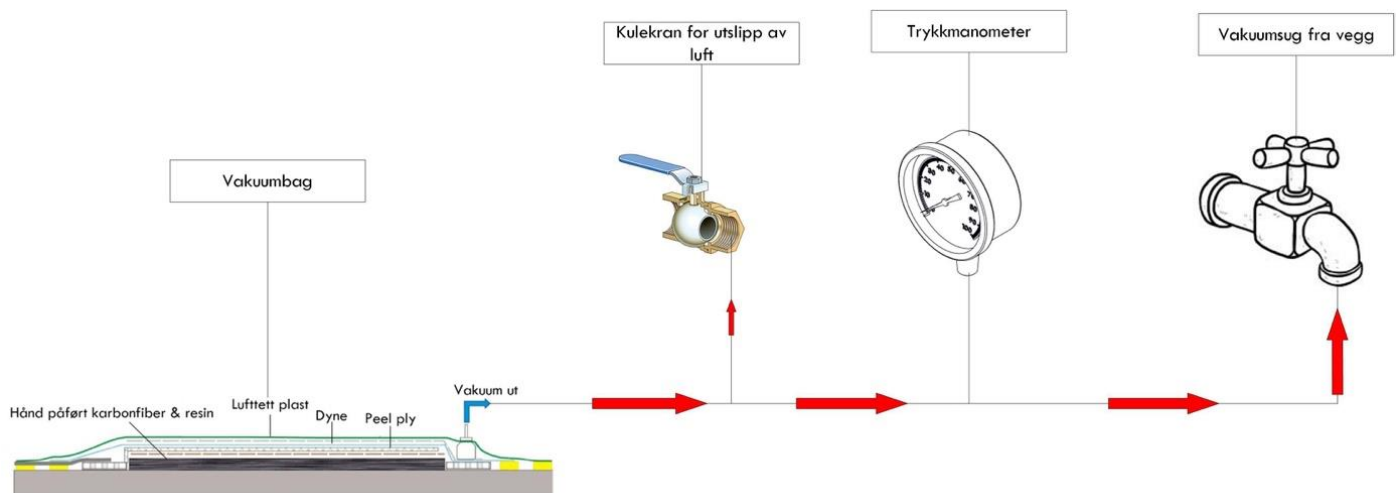 Kulekran for utslipp av
luft
Trykkmanometer
Vakuumsug fra vegg
Vakuumbag
Vakuum ut
Hånd påført karbonfiber & resin
Lufttett plast
Dyne
Peel ply